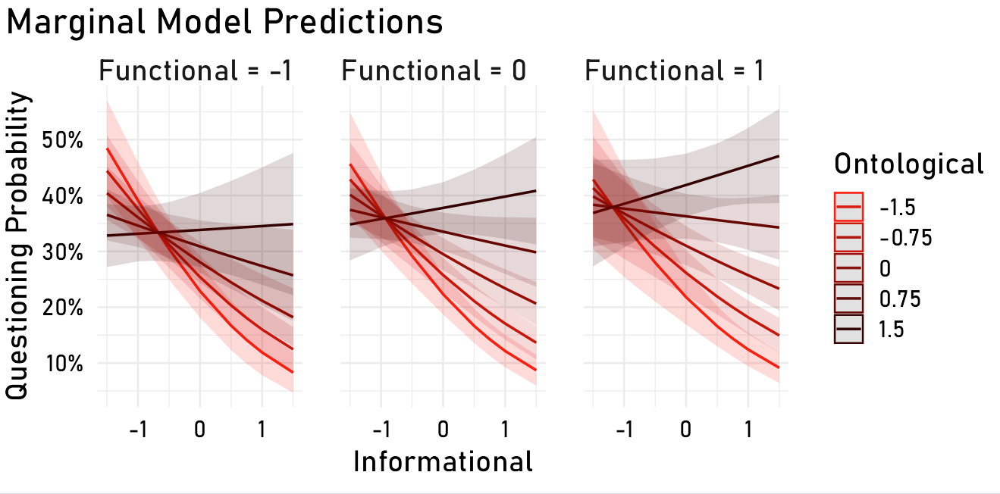 Marginal Model Predictions
Functional = -1
Functional = 0
Functional = 1
Questioning Probability
50%
40%
30%
20%
10%
-1 0 1
-1 0 1
-1 0 1
Informational
Ontological
-1.5
-0.75
0
0.75
1.5